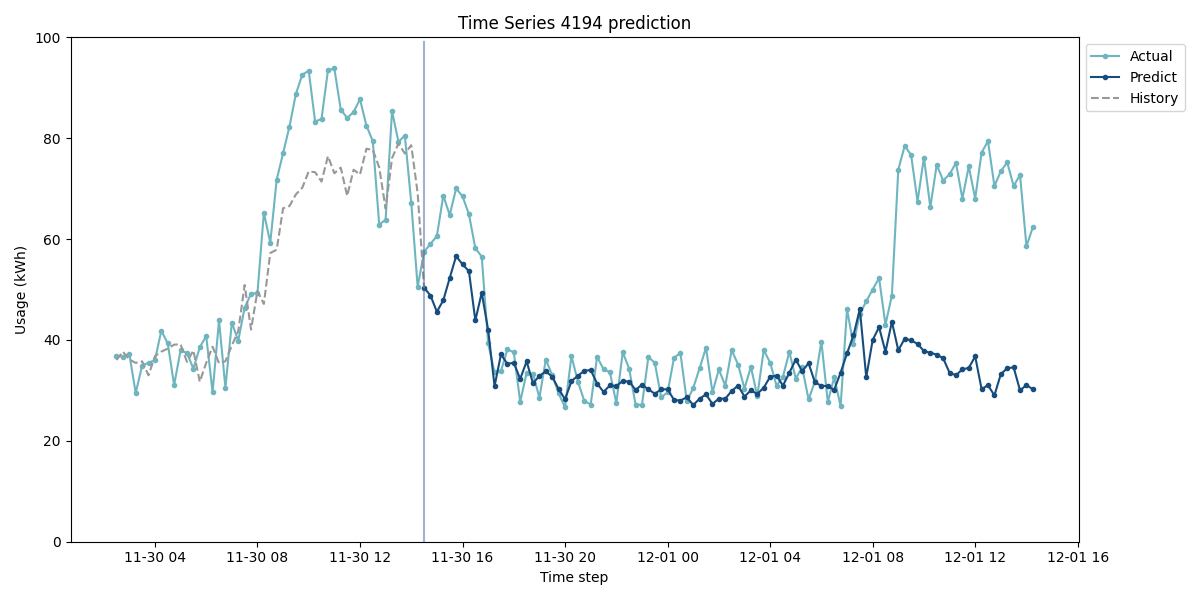 Time Series 4194 prediction
100
80
60
40
20
0
Usage (kWh)
11-30 04
11-30 08
11-30 12
11-30 16
11-30 20
12-01 00
12-01 04
12-01 08
12-01 12
12-01 16
Time step
Actual
Predict
History